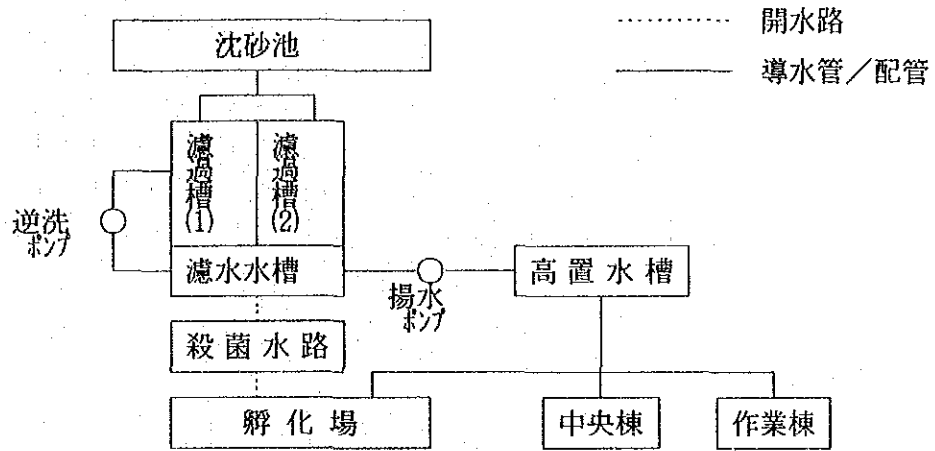 開水路
沈砂池
導水管／配管
濾過槽(1)
濾過槽(2)
逆洗
ポンプ
濾水水槽
高置水槽
揚水
ポンプ
殺菌水路
孵化場
中央棟
作業棟